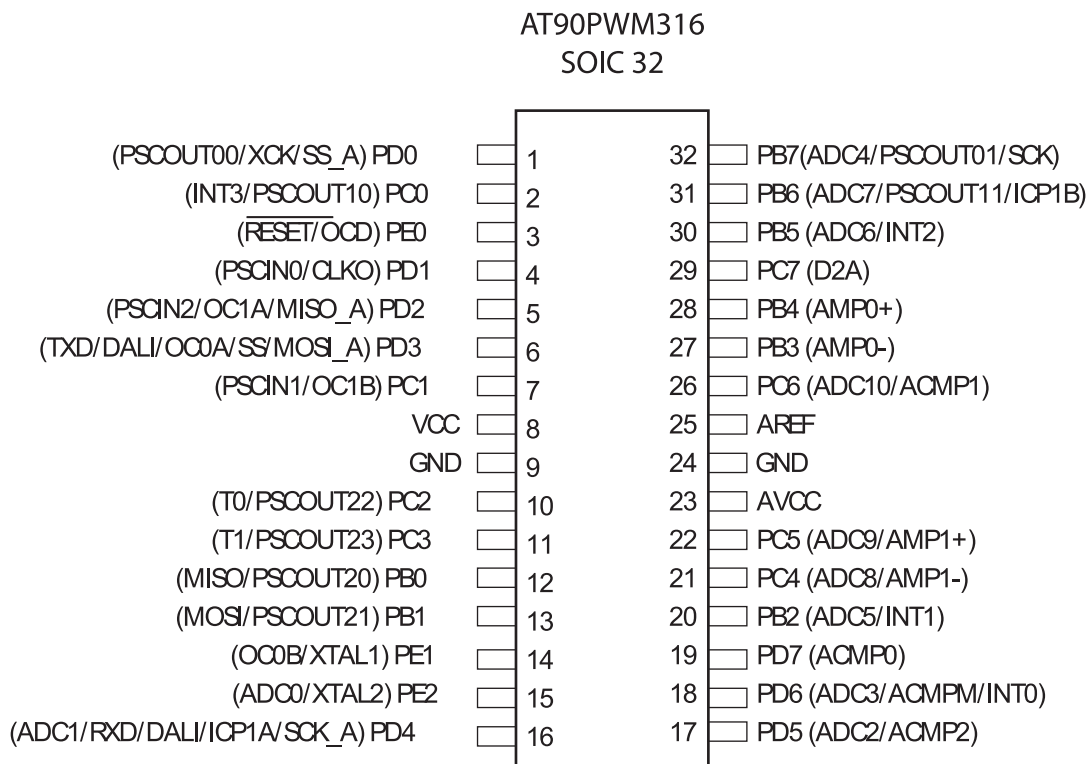 AT90PWM316
SOIC 32
(PSCOUT00/XCK/SS_A) PD0 1 32 PB7(ADC4/PSCOUT01/SCK)
(INT3/PSCOUT10) PC0 2 31 PB6 (ADC7/PSCOUT11/ICP1B)
(RESET/OCD) PE0 3 30 PB5 (ADC6/INT2)
(PSCIN0/CLKO) PD1 4 29 PC7 (D2A)
(PSCIN2/OC1A/MISO_A) PD2 5 28 PB4 (AMP0+)
(TXD/DALI/OC0A/SS/MOSI_A) PD3 6 27 PB3 (AMP0-)
(PSCIN1/OC1B) PC1 7 26 PC6 (ADC10/ACMP1)
VCC 8 25 AREF
GND 9 24 GND
(T0/PSCOUT22) PC2 10 23 AVCC
(T1/PSCOUT23) PC3 11 22 PC5 (ADC9/AMP1+)
(MISO/PSCOUT20) PB0 12 21 PC4 (ADC8/AMP1-)
(MOSI/PSCOUT21) PB1 13 20 PB2 (ADC5/INT1)
(OC0B/XTAL1) PE1 14 19 PD7 (ACMP0)
(ADC0/XTAL2) PE2 15 18 PD6 (ADC3/ACMPM/INT0)
(ADC1/RXD/DALI/ICP1A/SCK_A) PD4 16 17 PD5 (ADC2/ACMP2)